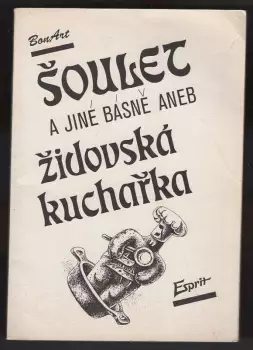 BonArt
ŠOULET
A JINÉ BÁSNĚ ANEB
židovská
kuchařka
Esprit